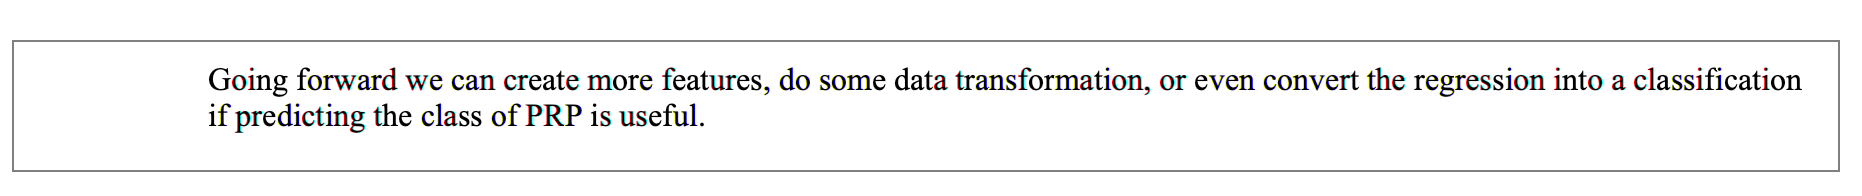 Going forward we can create more features, do some data transformation, or even convert the regression into a classification
if predicting the class of PRP is useful.